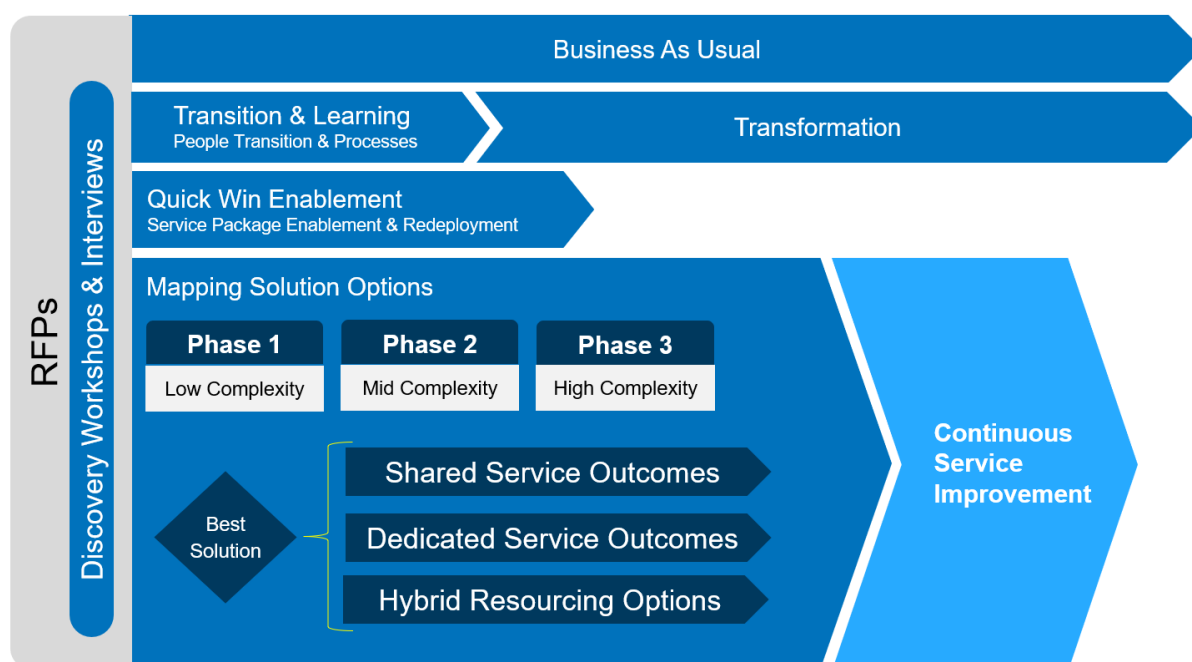 RFPs
Discovery Workshops & Interviews
Business As Usual
Transition & Learning
People Transition & Processes
Transformation
Quick Win Enablement
Service Package Enablement & Redeployment
Mapping Solution Options
Phase 1
Phase 2
Phase 3
Low Complexity
Mid Complexity
High Complexity
Best
Solution
Shared Service Outcomes
Dedicated Service Outcomes
Hybrid Resourcing Options
Continuous
Service
Improvement